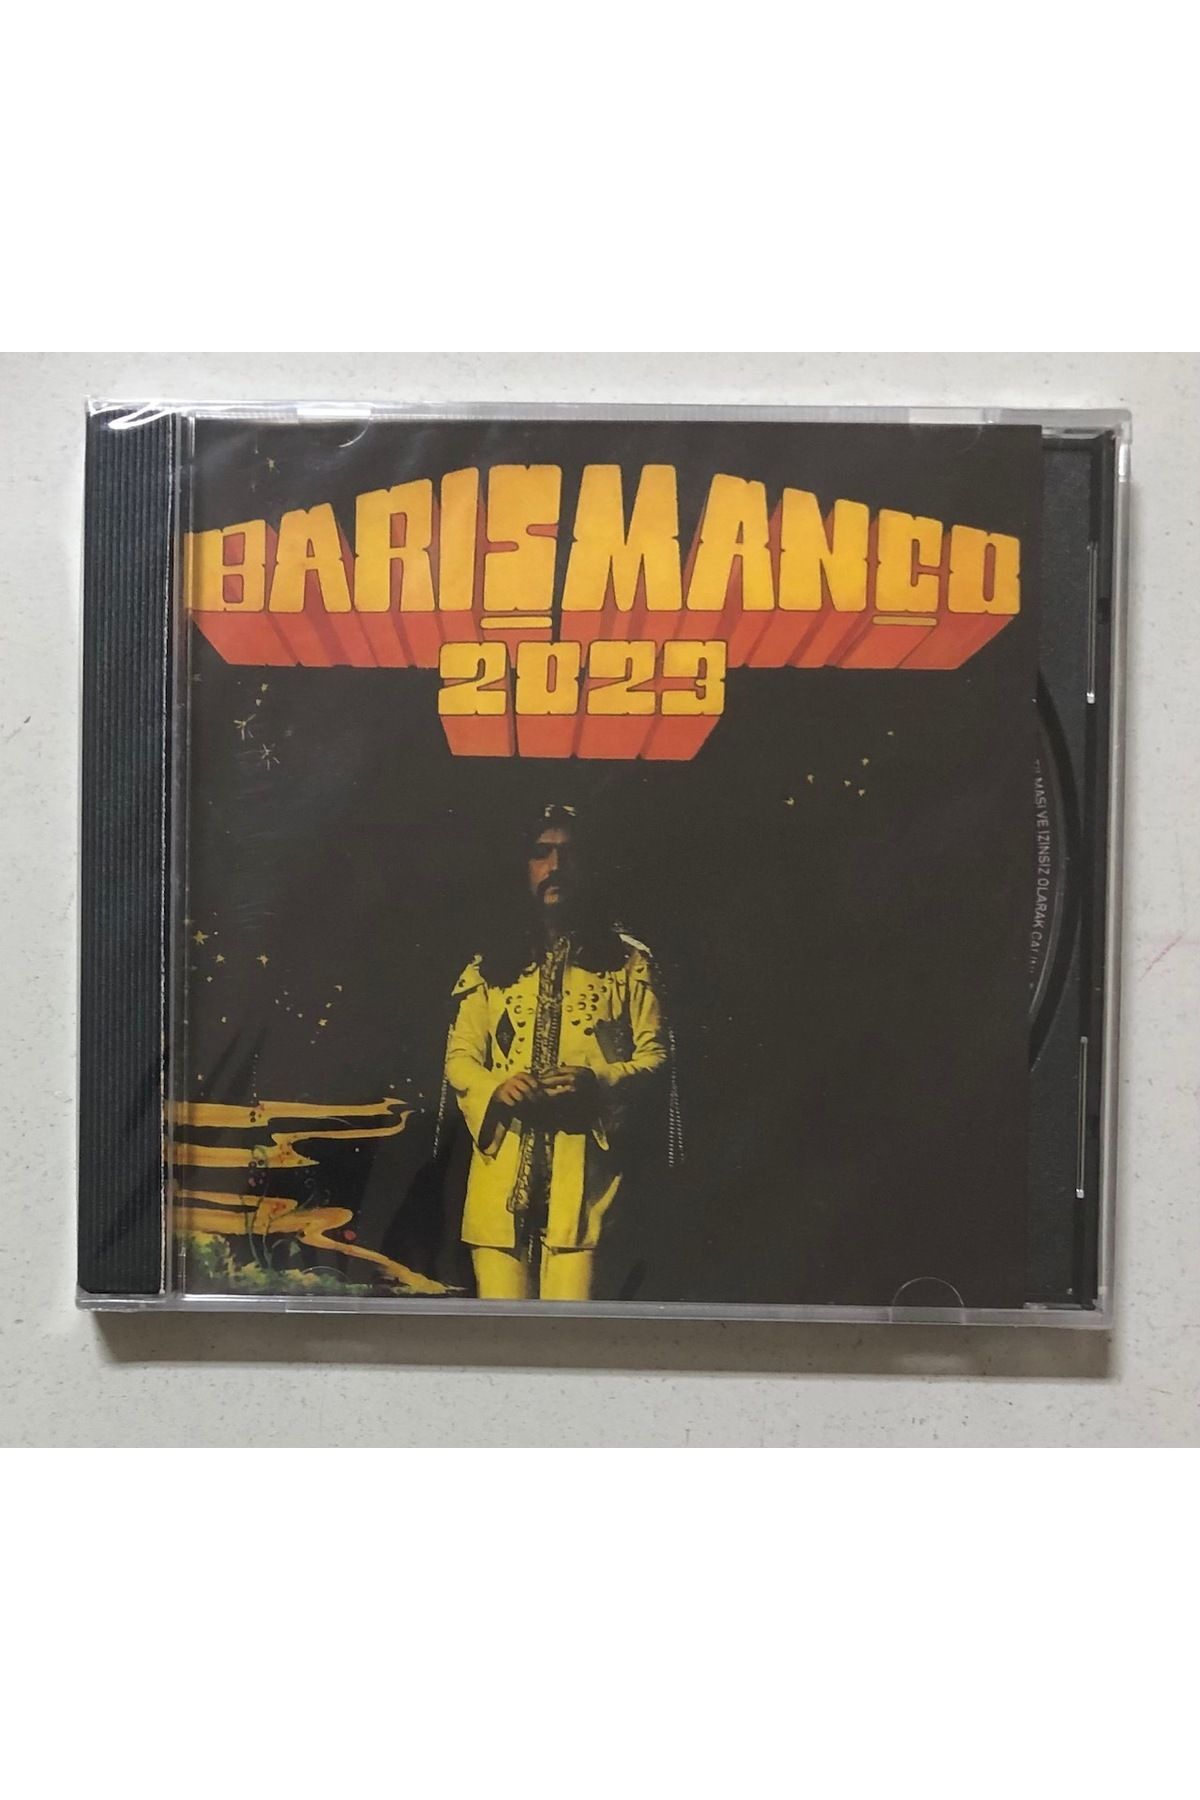 BARIŞ MANÇO
2023
MASI VE İZİNSİZ OLARAK